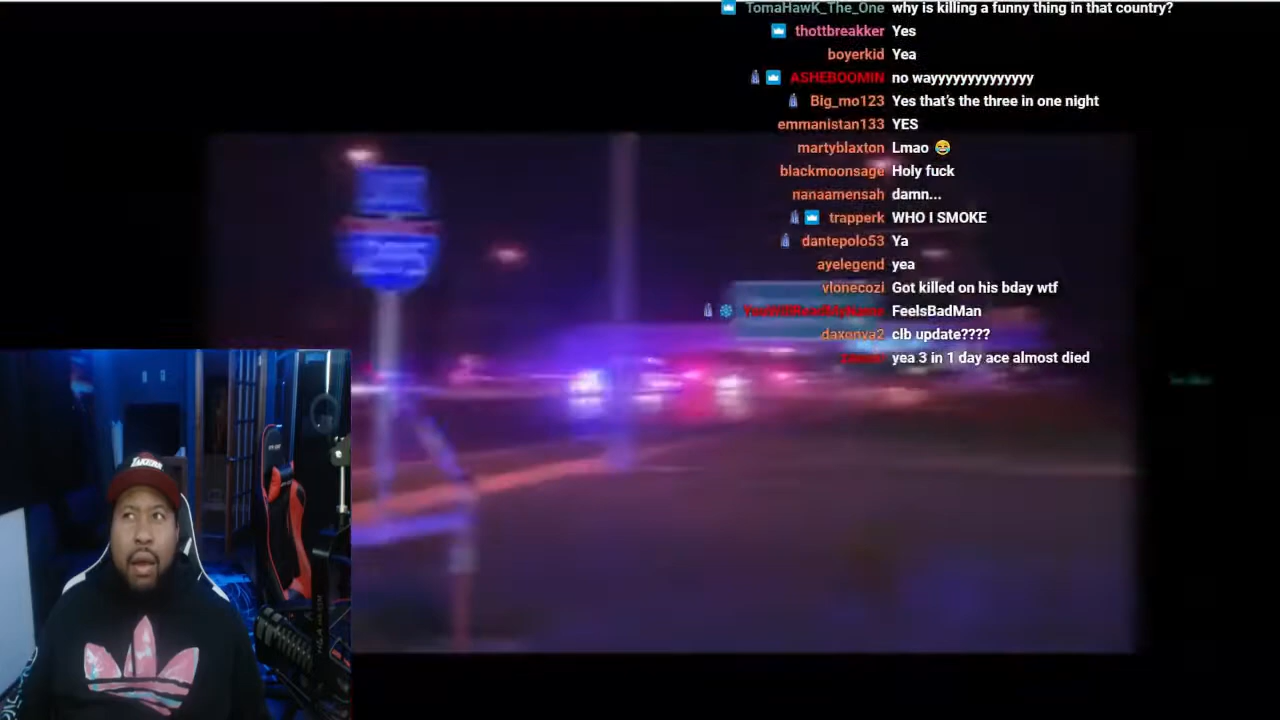 TomaHawK_The_One why is killing a funny thing in that country?
thottbreakker Yes
boyerkid Yea
ASHEBOOMIN no wayyyyyyyyyyyyyy
Big_mo123 Yes that's the three in one night
emmanistan133 YES
martyblaxton Lmao 😂
blackmoonsage Holy fuck
nanaamensah damn...
trapperk WHO I SMOKE
dantepolo53 Ya
ayelegend yea
vlonecozi Got killed on his bday wtf
FeelsBadMan
daxonya2 clb update????
yea 3 in 1 day ace almost died
LAKERS